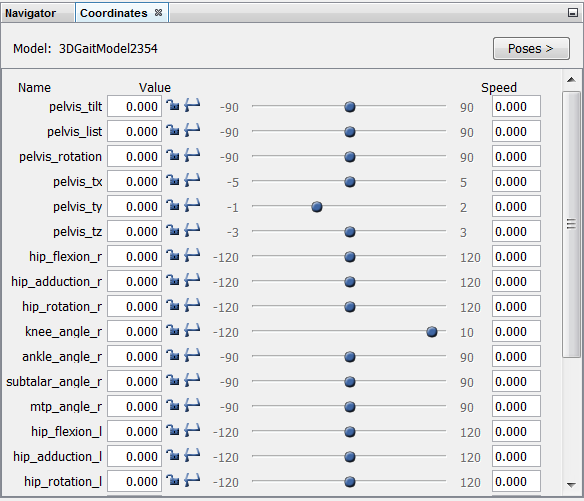 Navigator Coordinates
Model: 3DGaitModel2354 Poses >
Name Value Speed
pelvis_tilt 0.000 -90 90 0.000
pelvis_list 0.000 -90 90 0.000
pelvis_rotation 0.000 -90 90 0.000
pelvis_tx 0.000 -5 5 0.000
pelvis_ty 0.000 -1 2 0.000
pelvis_tz 0.000 -3 3 0.000
hip_flexion_r 0.000 -120 120 0.000
hip_adduction_r 0.000 -120 120 0.000
hip_rotation_r 0.000 -120 120 0.000
knee_angle_r 0.000 -120 10 0.000
ankle_angle_r 0.000 -90 90 0.000
subtalar_angle_r 0.000 -90 90 0.000
mtp_angle_r 0.000 -90 90 0.000
hip_flexion_l 0.000 -120 120 0.000
hip_adduction_l 0.000 -120 120 0.000
hip_rotation_l 0.000 -120 120 0.000